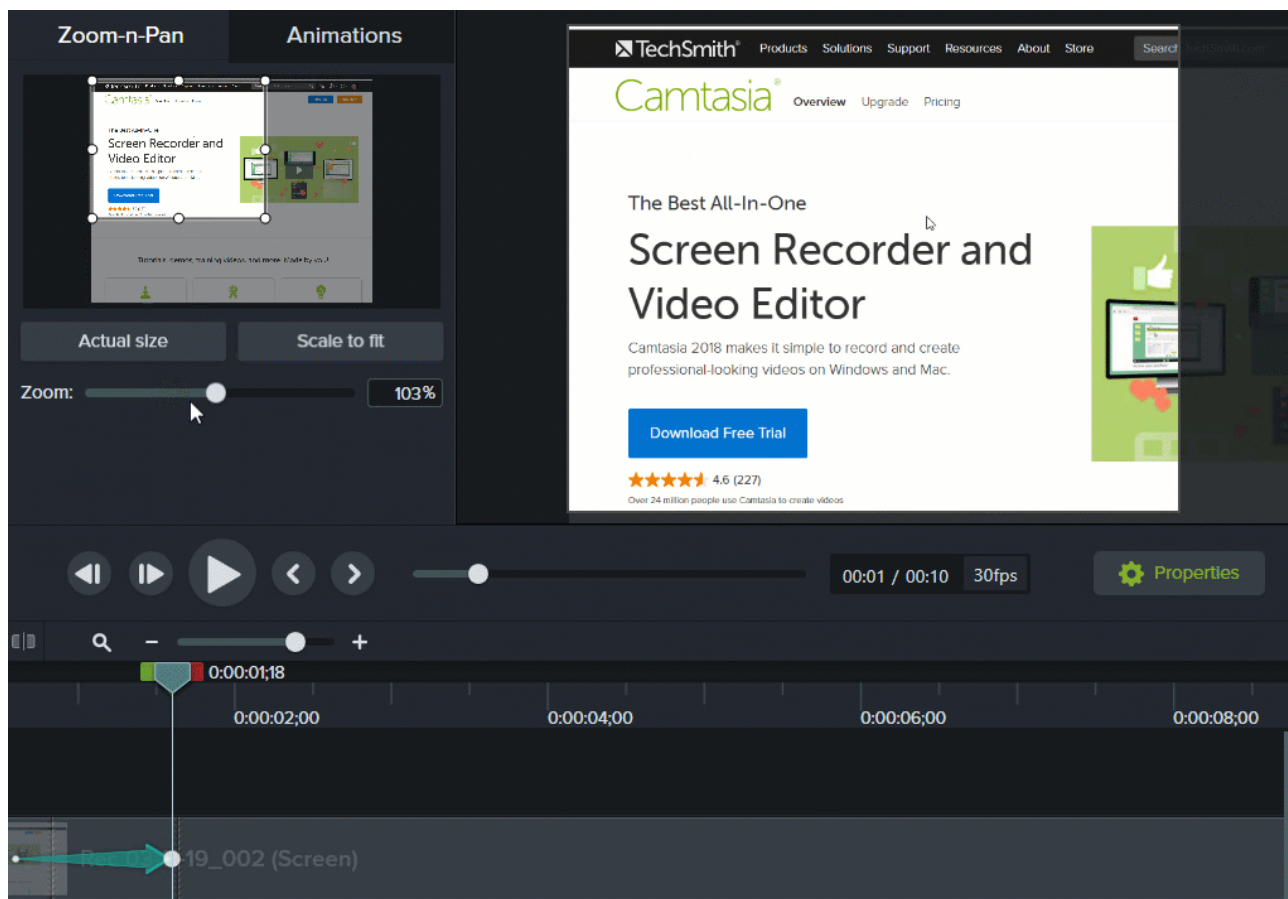 Zoom-n-Pan Animations
Screen Recorder and
Video Editor
Actual size Scale to fit
Zoom: 103%
TechSmith® Products Solutions Support Resources About Store Search
Camtasia® Overview Upgrade Pricing
The Best All-In-One
Screen Recorder and
Video Editor
Camtasia 2018 makes it simple to record and create
professional-looking videos on Windows and Mac.
Download Free Trial
4.6 (227)
Over 24 million people use Camtasia to create videos
00:01 / 00:10 30fps Properties
0:00:01;18
0:00:02;00 0:00:04;00 0:00:06;00 0:00:08;00
Rec -19_002 (Screen)